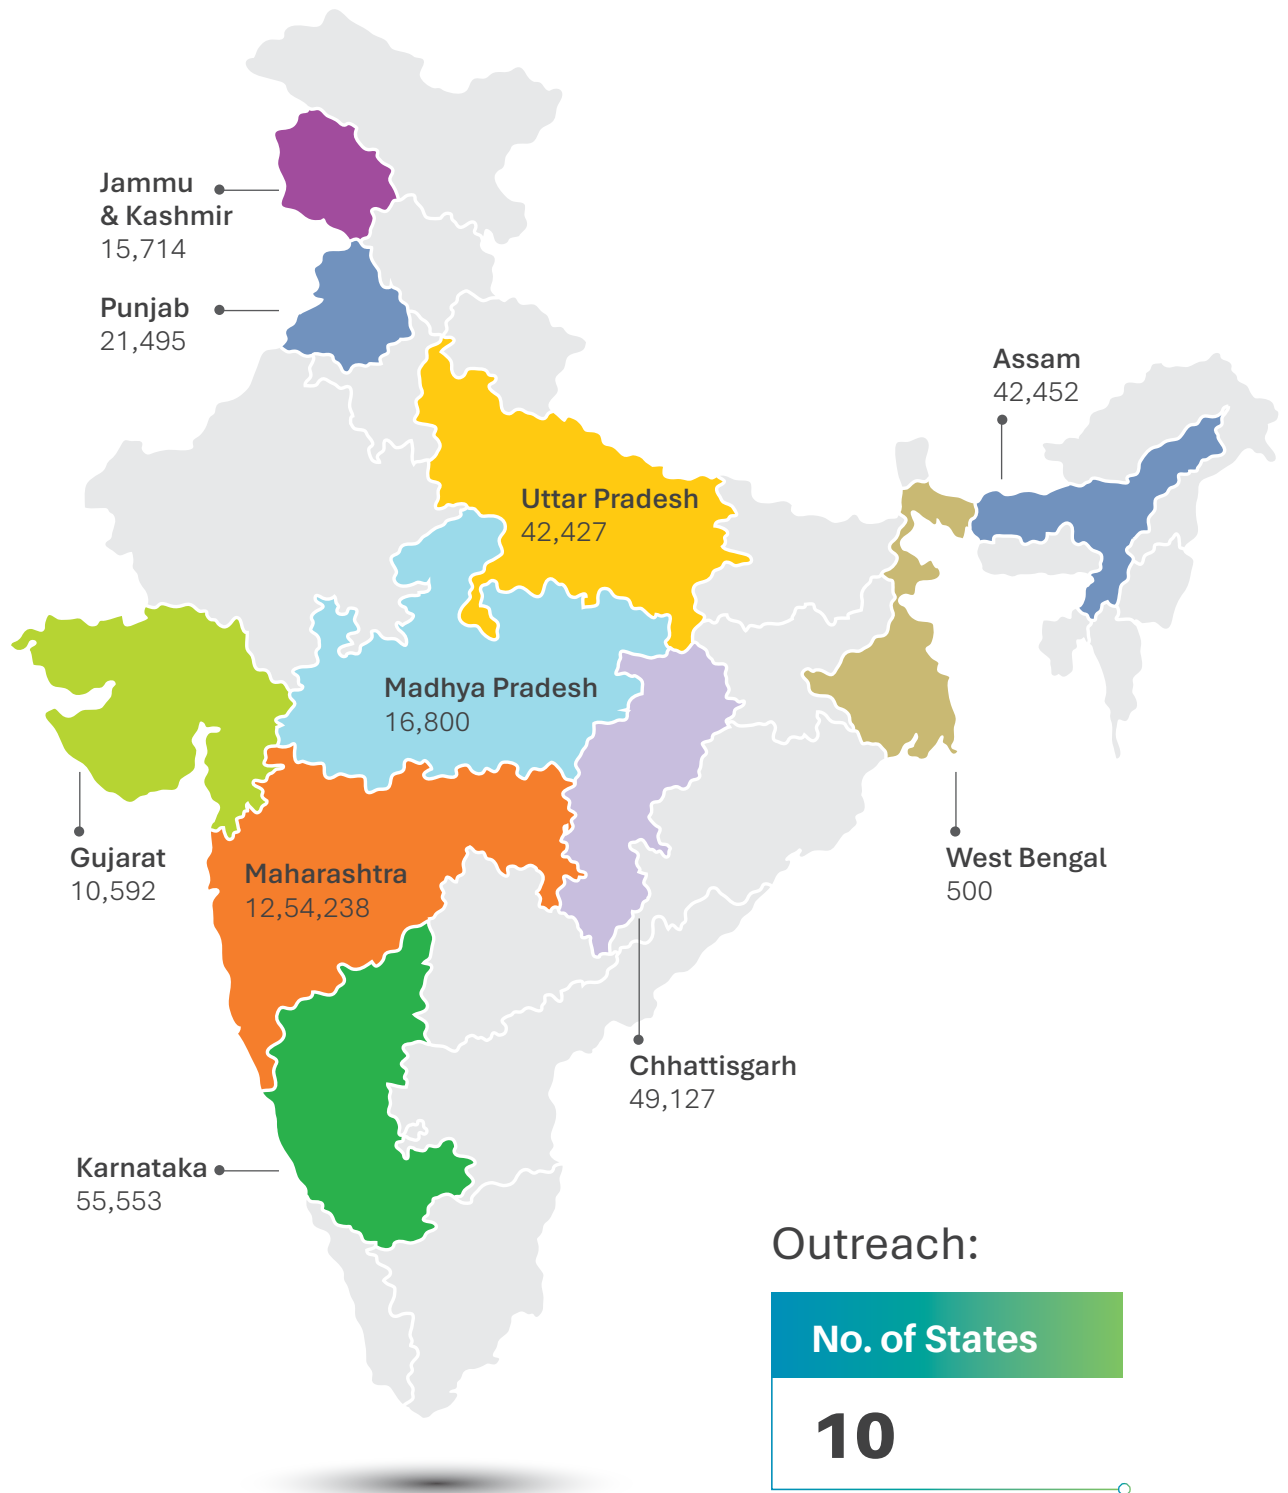 Jammu
& Kashmir
15,714
Punjab
21,495
Assam
42,452
Uttar Pradesh
42,427
Madhya Pradesh
16,800
Gujarat
10,592
Maharashtra
12,54,238
West Bengal
500
Chhattisgarh
49,127
Karnataka
55,553
Outreach:
No. of States
10